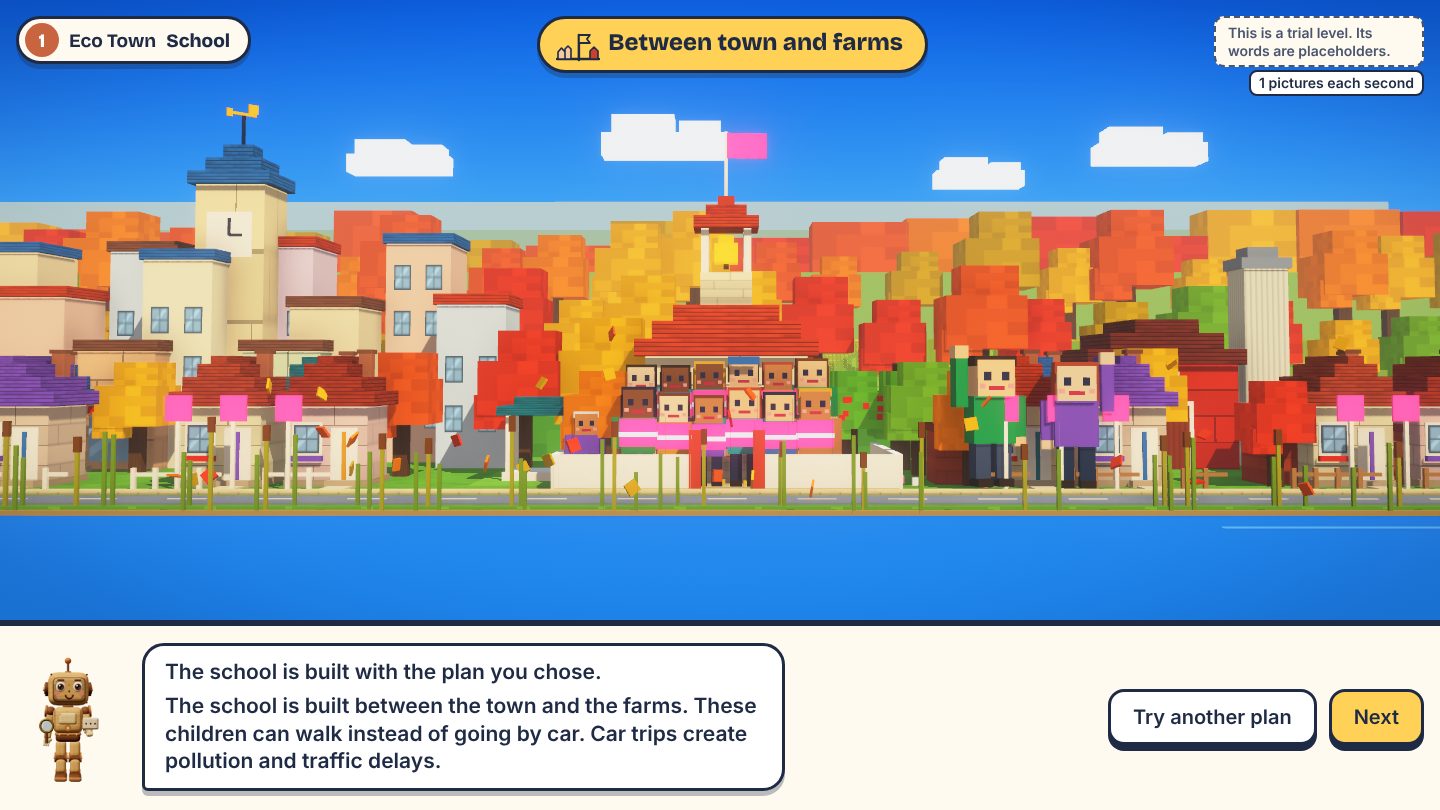 1 Eco Town School
Between town and farms
This is a trial level. Its
words are placeholders.
1 pictures each second
The school is built with the plan you chose.
The school is built between the town and the farms. These
children can walk instead of going by car. Car trips create
pollution and traffic delays.
Try another plan
Next